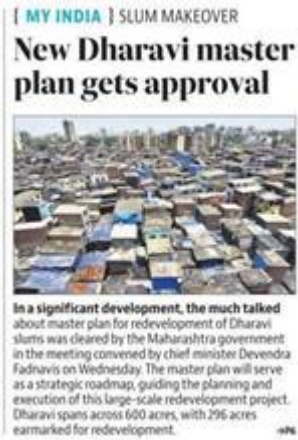 [ MY INDIA ] SLUM MAKEOVER
New Dharavi master
plan gets approval
In a significant development, the much talked
about master plan for redevelopment of Dharavi
slums was cleared by the Maharashtra government
in the meeting convened by chief minister Devendra
Fadnavis on Wednesday. The master plan will serve
as a strategic roadmap, guiding the planning and
execution of this large-scale redevelopment project.
Dharavi spans across 600 acres, with 296 acres
earmarked for redevelopment.